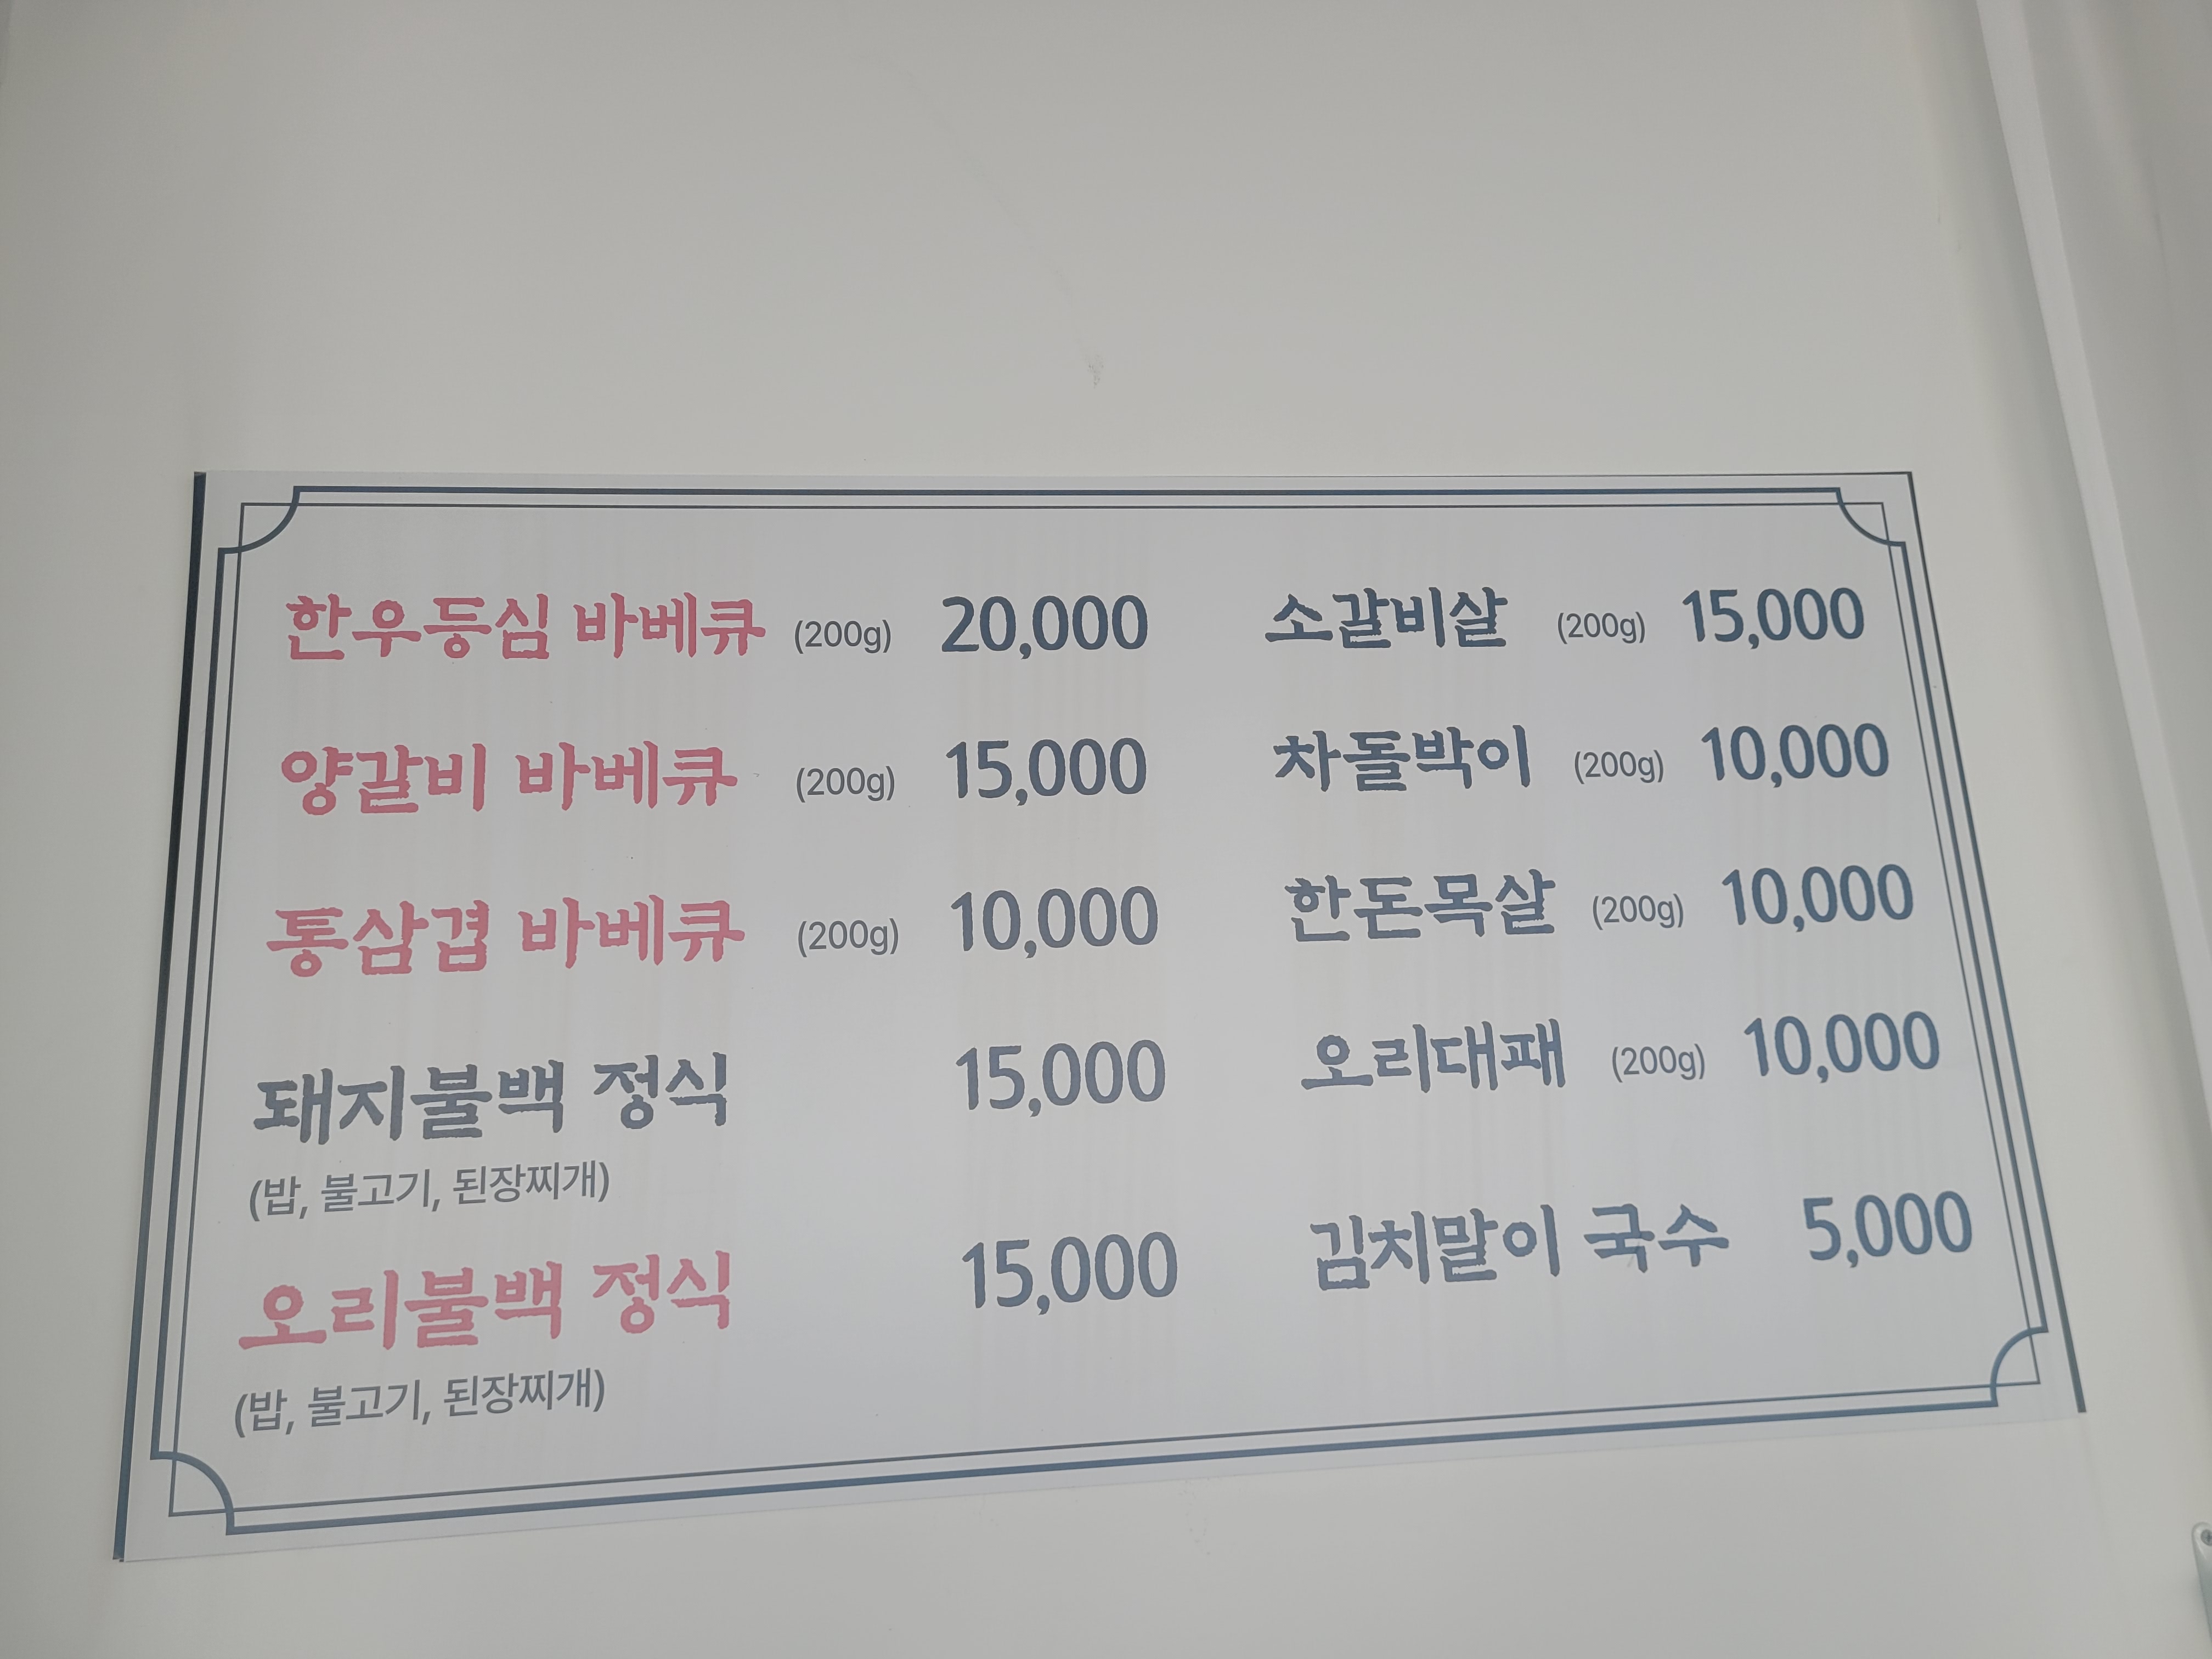 한우등심 바베큐 (200g) 20,000
양갈비 바베큐 (200g) 15,000
통삼겹 바베큐 (200g) 10,000
돼지불백 정식 15,000
(밥, 불고기, 된장찌개)
오리불백 정식 15,000
(밥, 불고기, 된장찌개)
소갈비살 (200g) 15,000
차돌박이 (200g) 10,000
한돈목살 (200g) 10,000
오리대패 (200g) 10,000
김치말이 국수 5,000